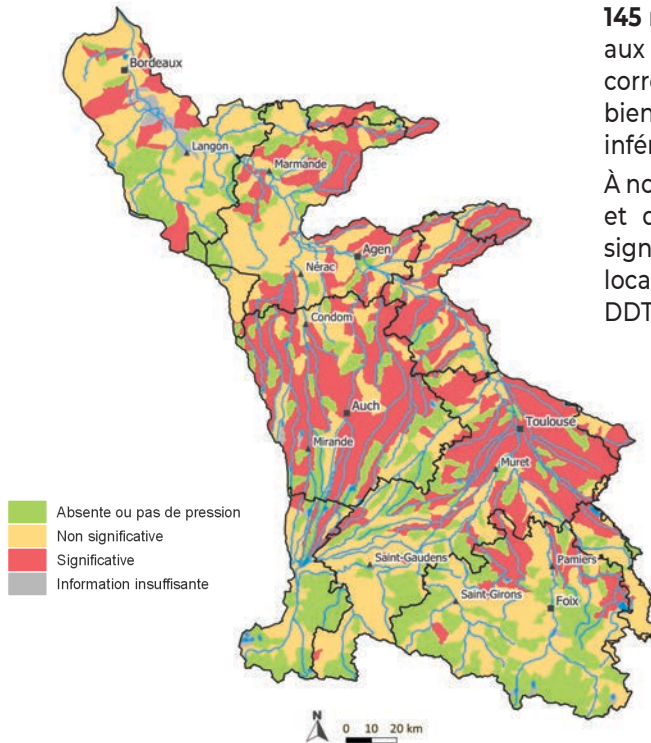 145
aux
corre
bien
infér
À no
et
sign
loca
DDT
Bordeaux
Langon
Marmande
Agen
Nérac
Condom
Auch
Mirande
Toulouse
Muret
Saint-Gaudens
Pamiers
Saint-Girons
Foix
Absente ou pas de pression
Non significative
Significative
Information insuffisante
N
0 10 20 km